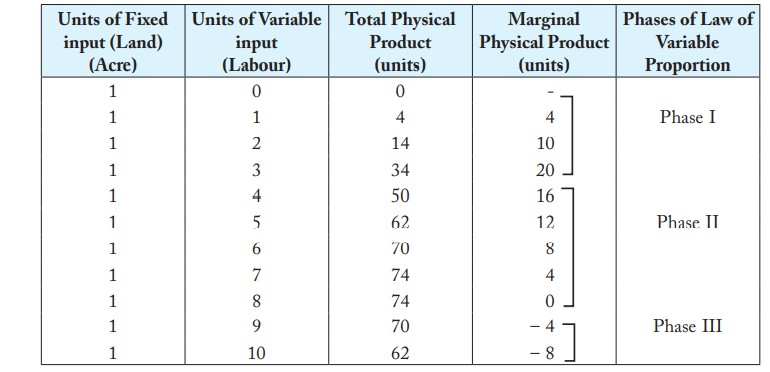 Units of Fixed input (Land) (Acre) | Units of Variable input (Labour) | Total Physical Product (units) | Marginal Physical Product (units) | Phases of Law of Variable Proportion
1 | 0 | 0 | - |
1 | 1 | 4 | 4 | Phase I
1 | 2 | 14 | 10 |
1 | 3 | 34 | 20 |
1 | 4 | 50 | 16 |
1 | 5 | 62 | 12 | Phase II
1 | 6 | 70 | 8 |
1 | 7 | 74 | 4 |
1 | 8 | 74 | 0 |
1 | 9 | 70 | – 4 | Phase III
1 | 10 | 62 | – 8 |